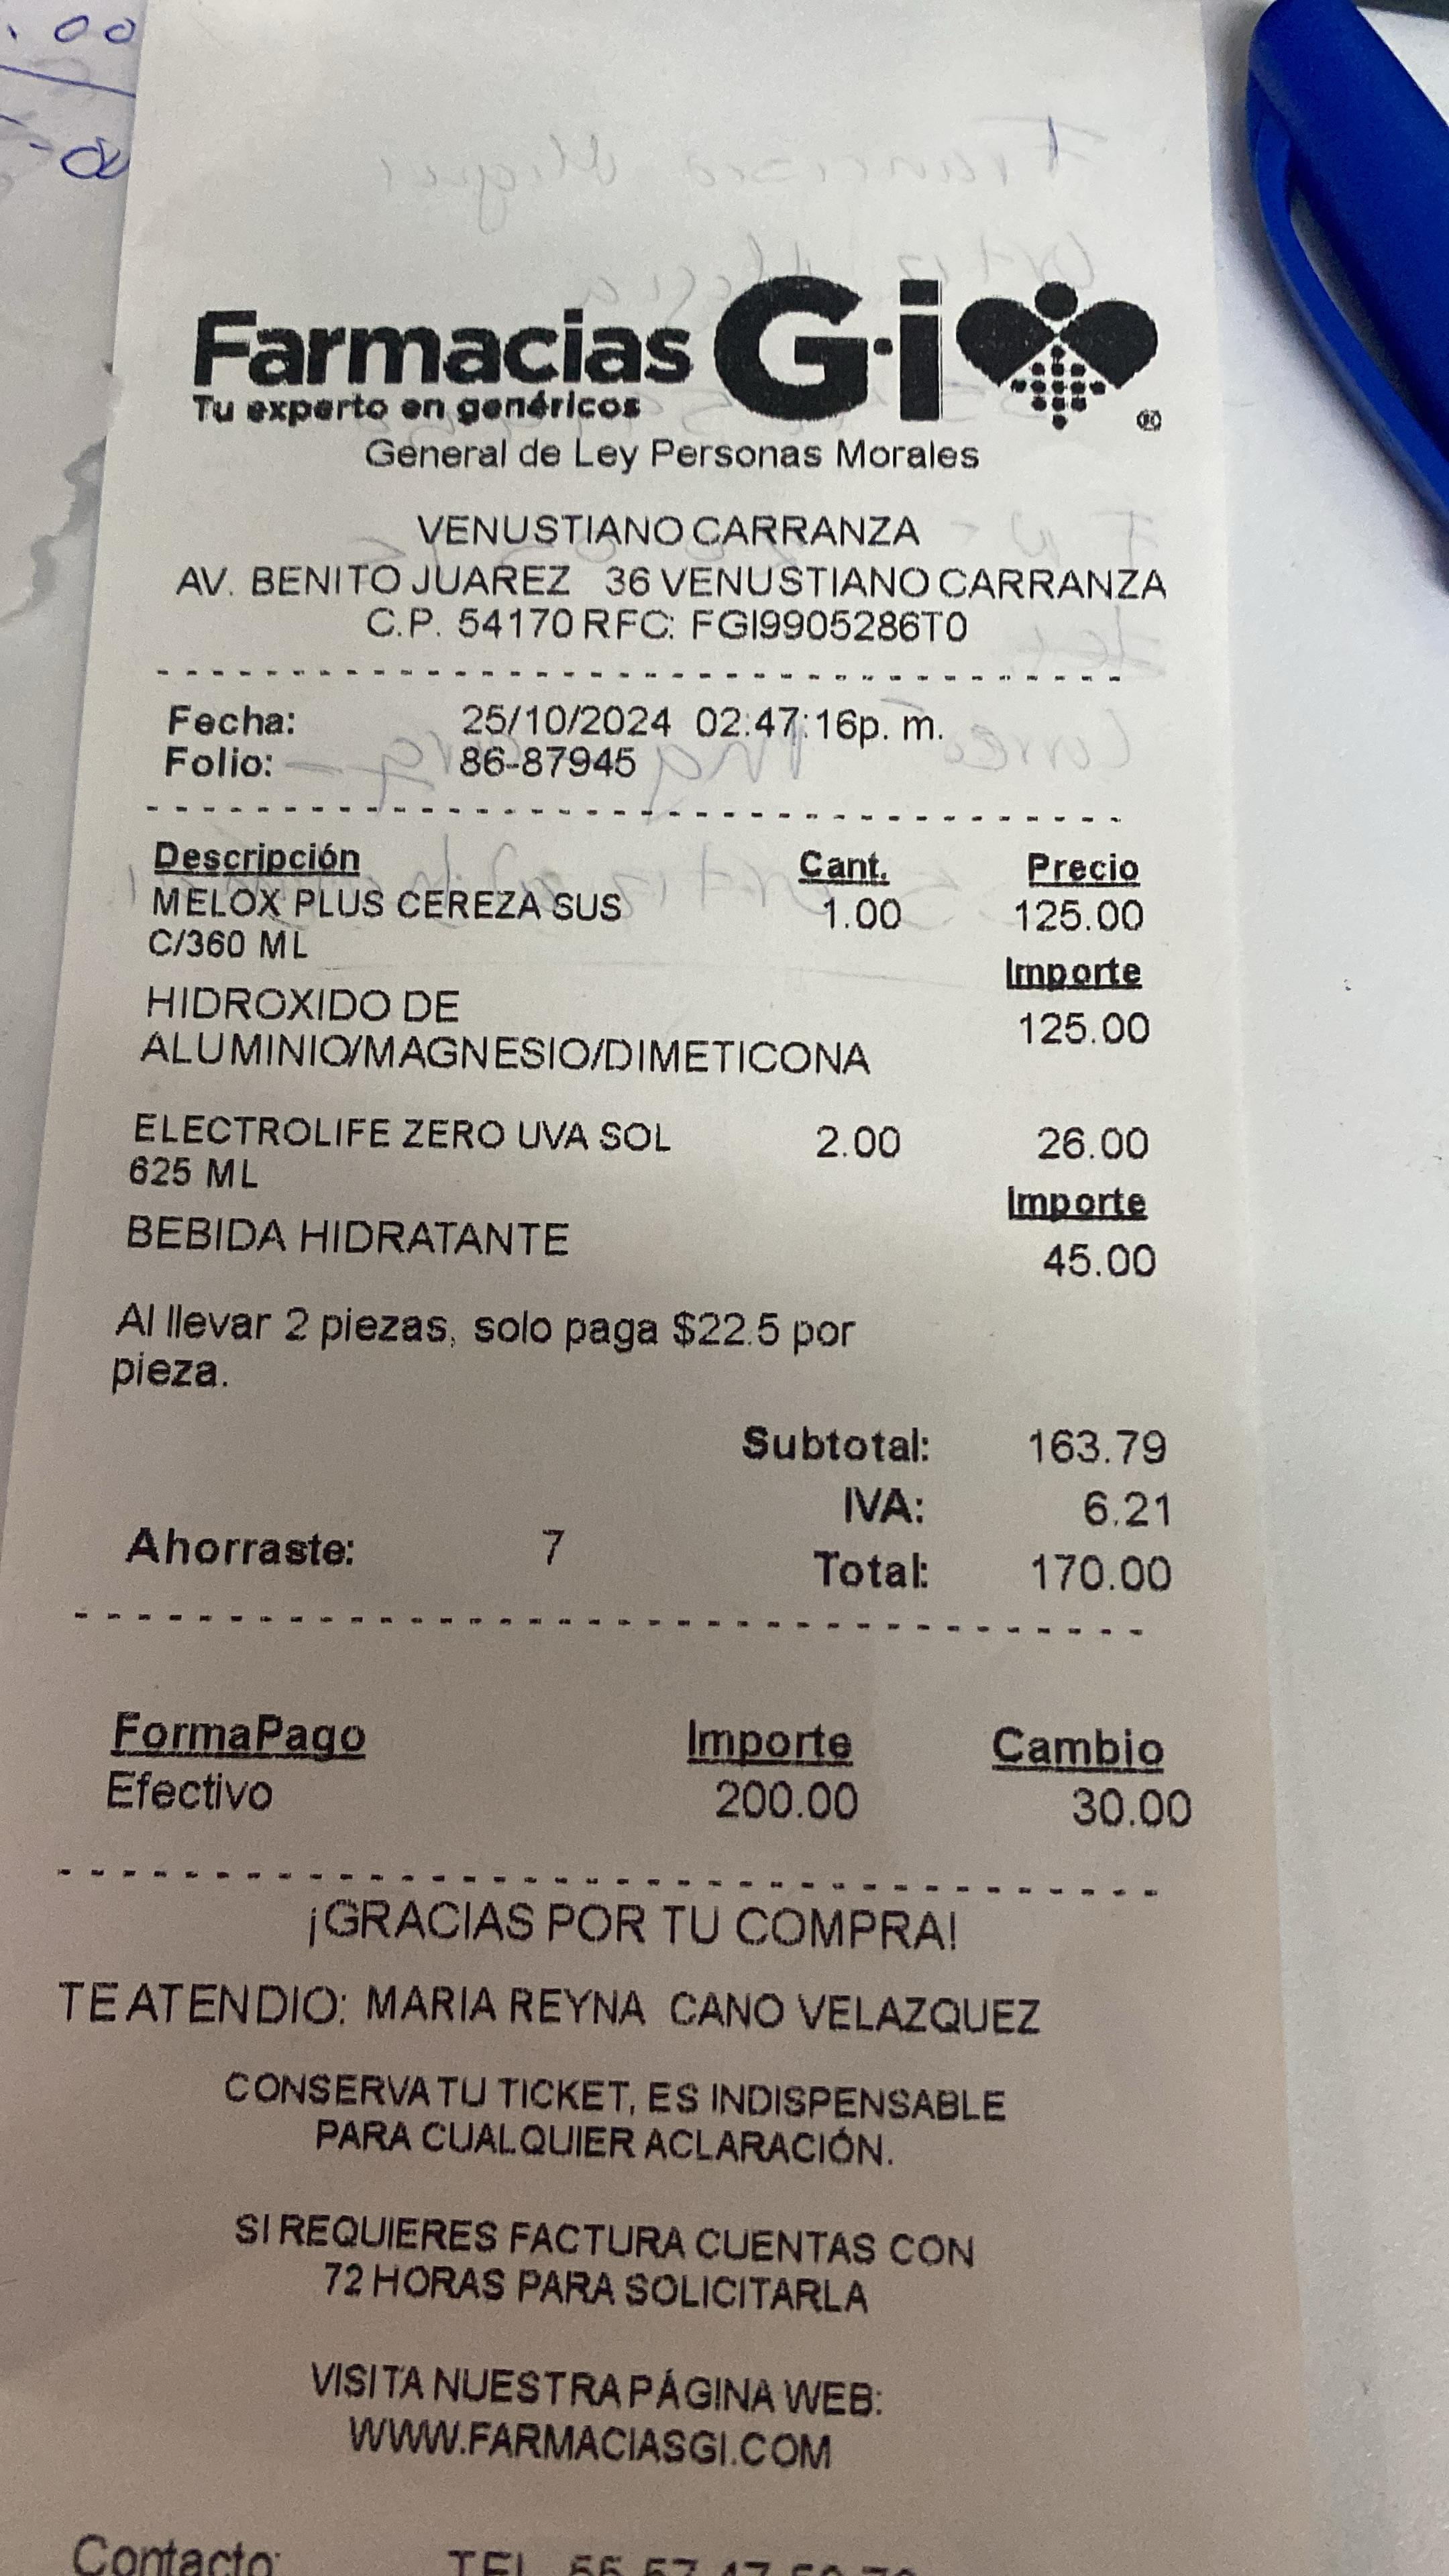 .00
Farmacias G·i
Tu experto en genéricos
®
General de Ley Personas Morales
VENUSTIANO CARRANZA
AV. BENITO JUAREZ 36 VENUSTIANO CARRANZA
C.P. 54170 RFC: FGI9905286T0
Fecha: 25/10/2024 02:47:16p. m.
Folio: 86-87945
Descripción Cant. Precio
MELOX PLUS CEREZA SUS 1.00 125.00
C/360 ML
Importe
HIDROXIDO DE 125.00
ALUMINIO/MAGNESIO/DIMETICONA
ELECTROLIFE ZERO UVA SOL 2.00 26.00
625 ML
Importe
BEBIDA HIDRATANTE 45.00
Al llevar 2 piezas, solo paga $22.5 por
pieza.
Subtotal: 163.79
IVA: 6.21
Ahorraste: 7 Total: 170.00
FormaPago Importe Cambio
Efectivo 200.00 30.00
¡GRACIAS POR TU COMPRA!
TE ATENDIO: MARIA REYNA CANO VELAZQUEZ
CONSERVA TU TICKET, ES INDISPENSABLE
PARA CUALQUIER ACLARACIÓN.
SI REQUIERES FACTURA CUENTAS CON
72 HORAS PARA SOLICITARLA
VISITA NUESTRA PÁGINA WEB:
WWW.FARMACIASGI.COM
Contacto: TEL.